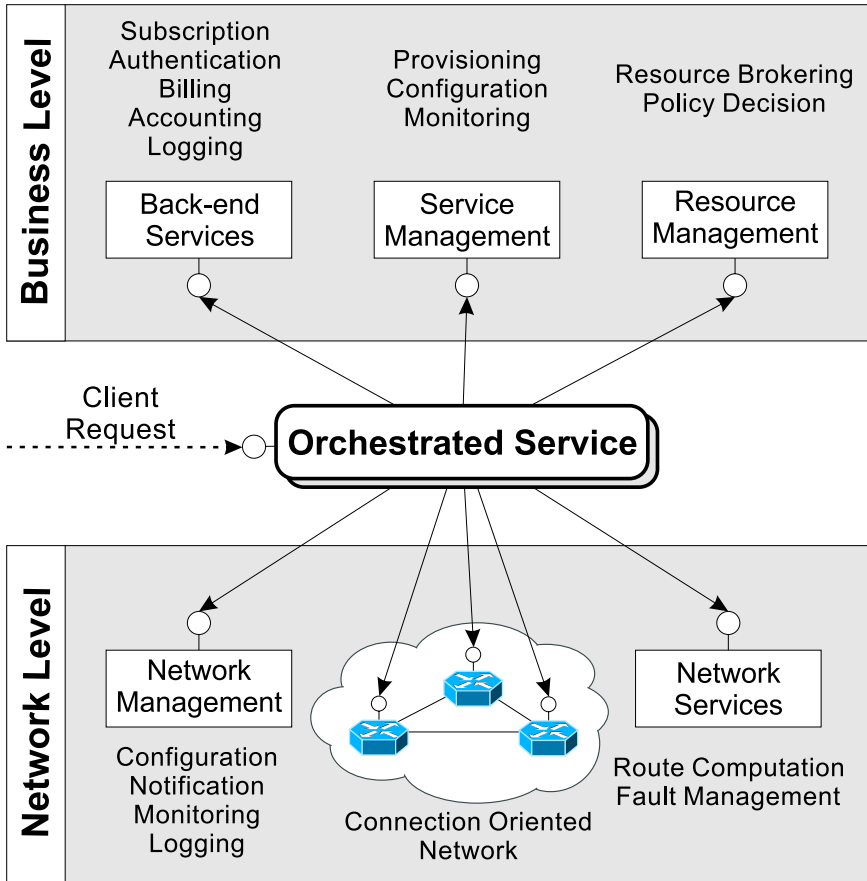 Business Level
Subscription
Authentication
Billing
Accounting
Logging
Back-end
Services
Provisioning
Configuration
Monitoring
Service
Management
Resource Brokering
Policy Decision
Resource
Management
Client
Request
Orchestrated Service
Network Level
Network
Management
Configuration
Notification
Monitoring
Logging
Connection Oriented
Network
Network
Services
Route Computation
Fault Management